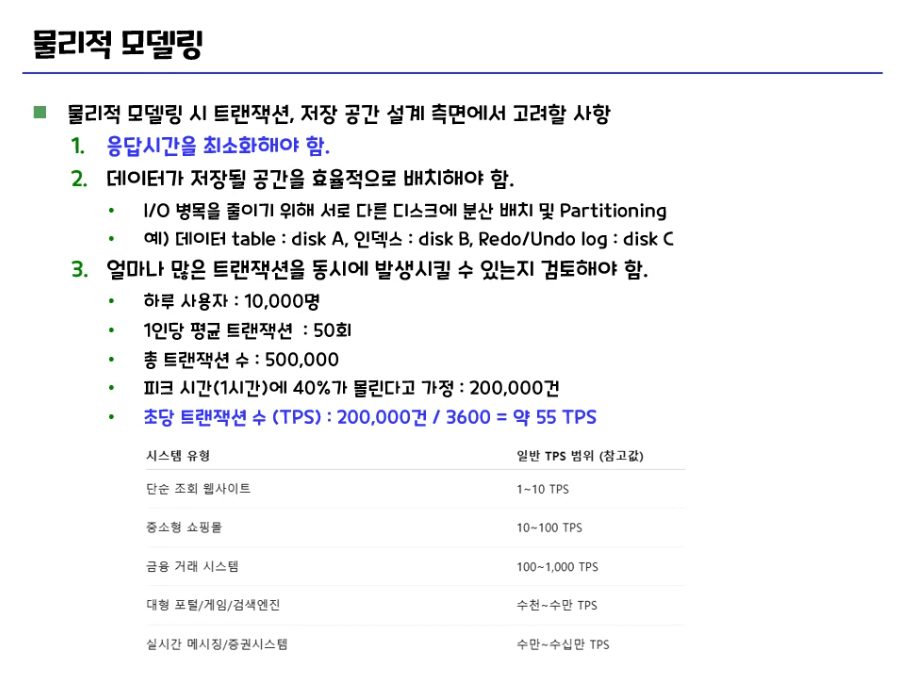 물리적 모델링
물리적 모델링 시 트랜잭션, 저장 공간 설계 측면에서 고려할 사항
1. 응답시간을 최소화해야 함.
2. 데이터가 저장될 공간을 효율적으로 배치해야 함.
• I/O 병목을 줄이기 위해 서로 다른 디스크에 분산 배치 및 Partitioning
• 예) 데이터 table : disk A, 인덱스 : disk B, Redo/Undo log : disk C
3. 얼마나 많은 트랜잭션을 동시에 발생시킬 수 있는지 검토해야 함.
• 하루 사용자 : 10,000명
• 1인당 평균 트랜잭션 : 50회
• 총 트랜잭션 수 : 500,000
• 피크 시간(1시간)에 40%가 몰린다고 가정 : 200,000건
• 초당 트랜잭션 수 (TPS) : 200,000건 / 3600 = 약 55 TPS
시스템 유형 일반 TPS 범위 (참고값)
단순 조회 웹사이트 1~10 TPS
중소형 쇼핑몰 10~100 TPS
금융 거래 시스템 100~1,000 TPS
대형 포털/게임/검색엔진 수천~수만 TPS
실시간 메시징/증권시스템 수만~수십만 TPS